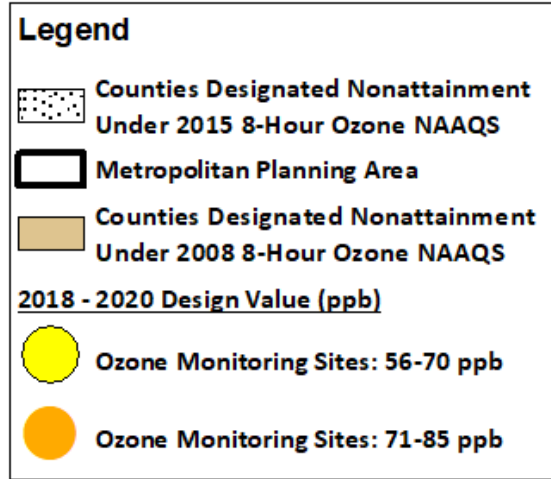 Legend
Counties Designated Nonattainment
Under 2015 8-Hour Ozone NAAQS
Metropolitan Planning Area
Counties Designated Nonattainment
Under 2008 8-Hour Ozone NAAQS
2018 - 2020 Design Value (ppb)
Ozone Monitoring Sites: 56-70 ppb
Ozone Monitoring Sites: 71-85 ppb